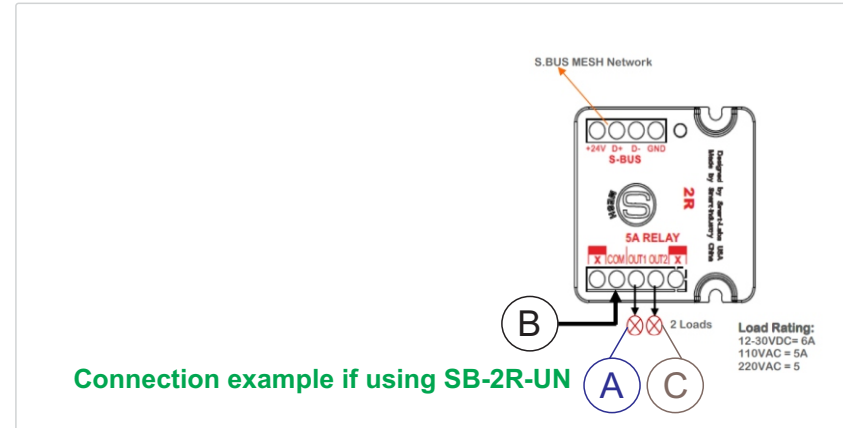 S.BUS MESH Network
+24V D+ D- GND
S-BUS
Designed by Smart-Labs USA
Made by Smart-Industry China
2R
MESH
S
5A RELAY
X COM OUT1 OUT2 X
B
2 Loads
Load Rating:
12-30VDC= 6A
110VAC = 5A
220VAC = 5
Connection example if using SB-2R-UN
A
C